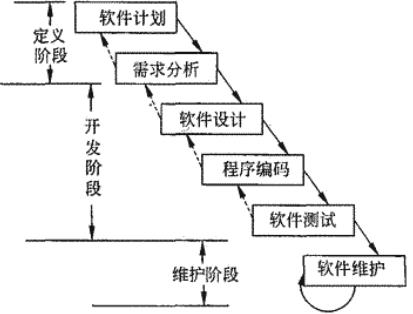 软件计划
定义
阶段
需求分析
软件设计
开发阶段
程序编码
软件测试
软件维护
维护阶段